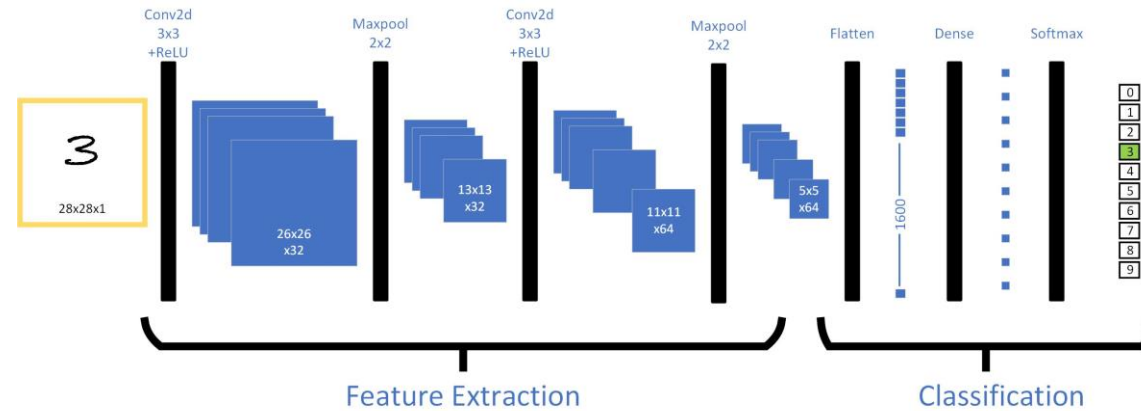 Conv2d
3x3
+ReLU
Maxpool
2x2
Conv2d
3x3
+ReLU
Maxpool
2x2
Flatten
Dense
Softmax
3
28x28x1
26x26
x32
13x13
x32
11x11
x64
5x5
x64
1600
0
1
2
3
4
5
6
7
8
9
Feature Extraction
Classification